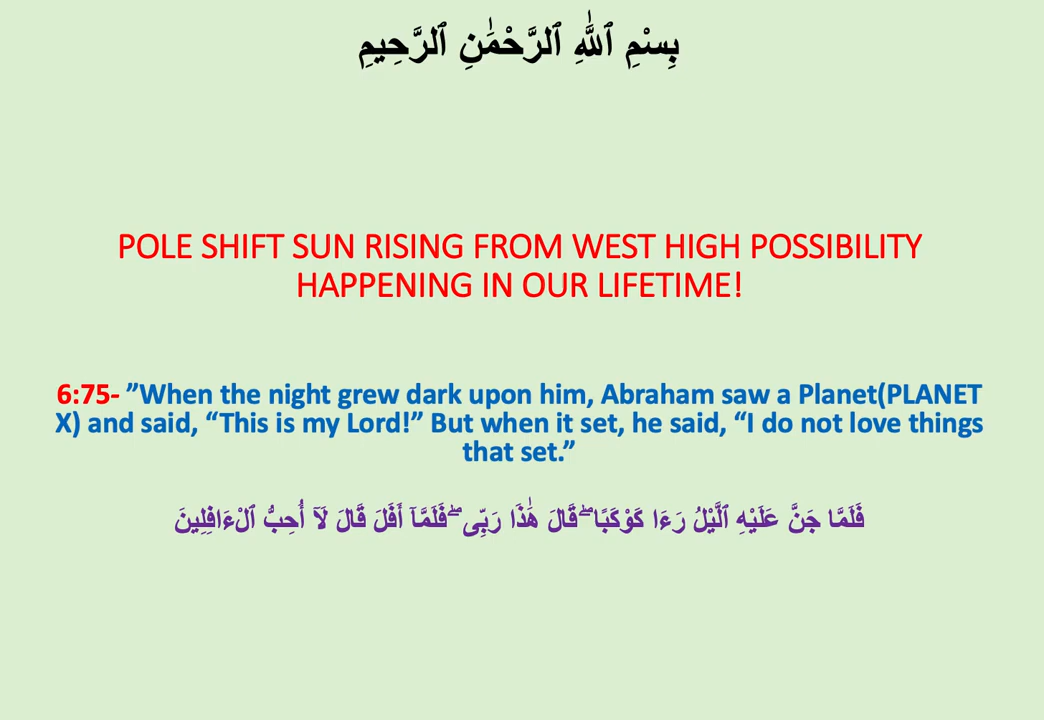 بِسْمِ ٱللَّهِ ٱلرَّحْمَٰنِ ٱلرَّحِيمِ
POLE SHIFT SUN RISING FROM WEST HIGH POSSIBILITY
HAPPENING IN OUR LIFETIME!
6:75- ”When the night grew dark upon him, Abraham saw a Planet(PLANET
X) and said, “This is my Lord!” But when it set, he said, “I do not love things
that set.”
فَلَمَّا جَنَّ عَلَيْهِ ٱلَّيْلُ رَءَا كَوْكَبًا ۖ قَالَ هَٰذَا رَبِّى ۖ فَلَمَّآ أَفَلَ قَالَ لَآ أُحِبُّ ٱلْءَافِلِينَ